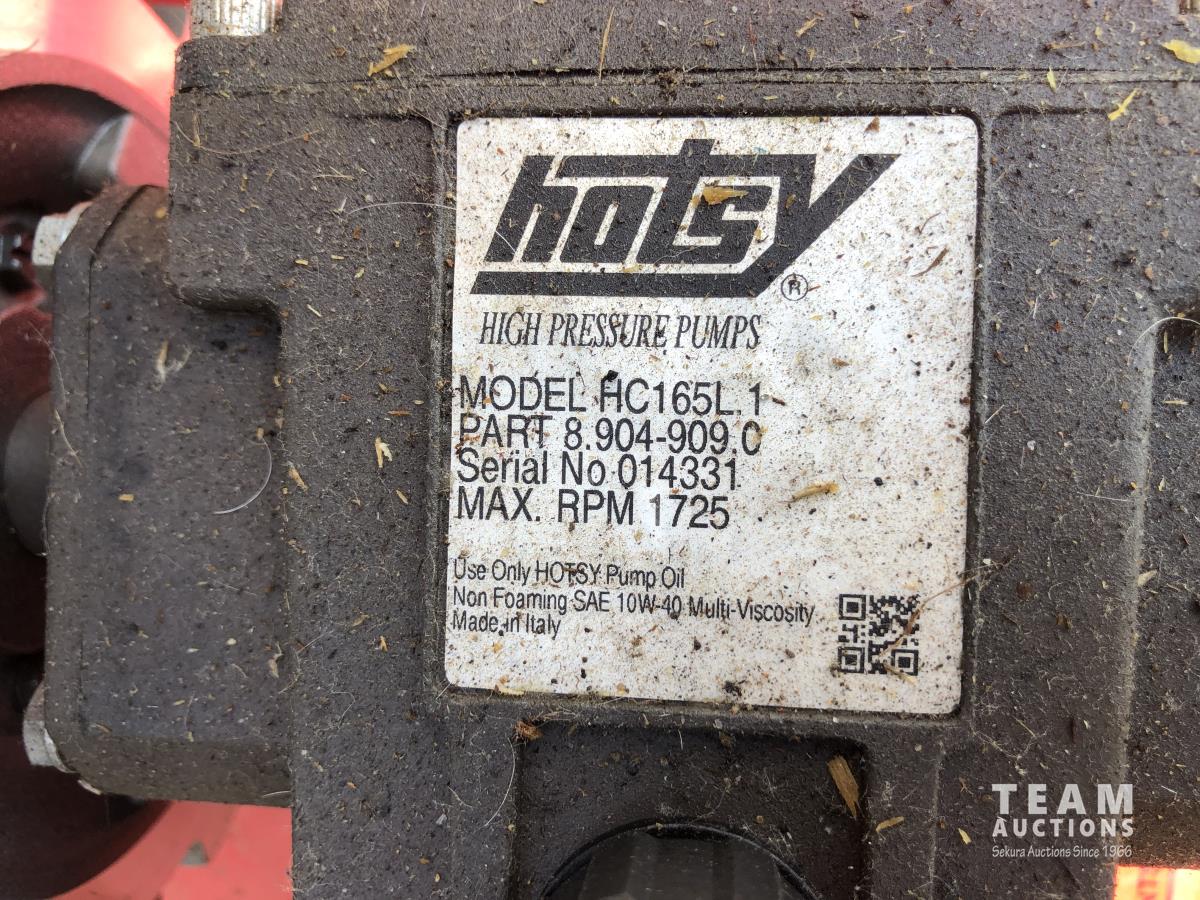 hotsy
®
HIGH PRESSURE PUMPS
MODEL HC165L.1
PART 8.904-909.0
Serial No 014331
MAX. RPM 1725
Use Only HOTSY Pump Oil
Non Foaming SAE 10W-40 Multi-Viscosity
Made in Italy
TEAM
AUCTIONS
Sekura Auctions Since 1966